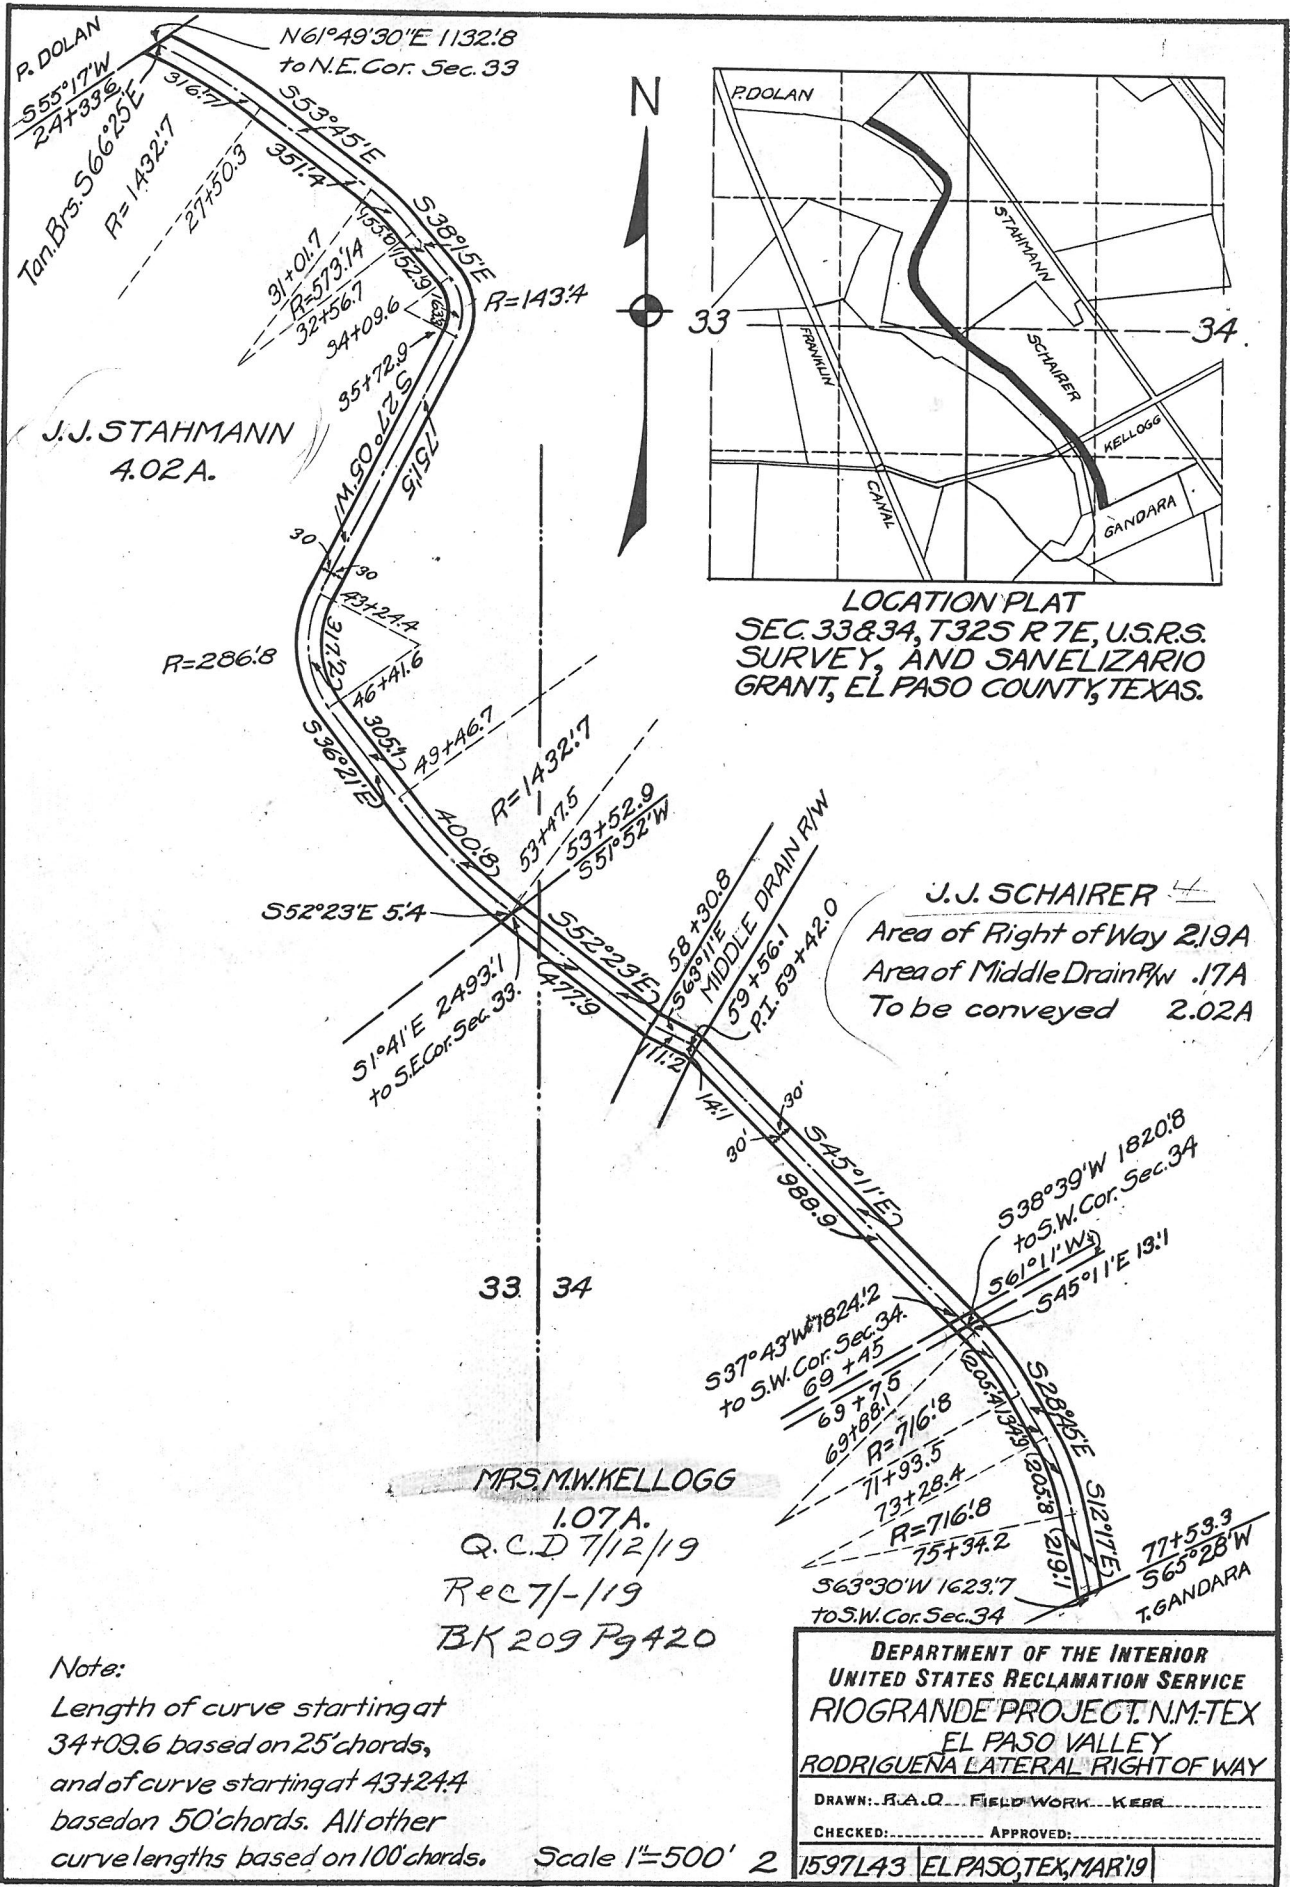 P. DOLAN
S55°17'W
24+33.6
Tan.Brs. S66°25'E
R=1432.'7
N61°49'30"E 1132.'8
to N.E. Cor. Sec. 33
316.'7
S53°45'E
351.'4
27+50.3
S38°15'E
155.0
152.9
163.3
R=143.'4
31+01.7
R=573.'14
32+56.7
34+09.6
35+72.9
S27°05'W
751.'5
J.J. STAHMANN
4.02 A.
30
30
43+24.4
317.'2
R=286.'8
46+41.6
305.'1
S36°21'E
49+46.7
400.'8
R=1432.'7
53+47.5
53+52.9
S51°52'W
S52°23'E 5.'4
S52°23'E
477.'9
S1°41'E 2493.'1
to S.E. Cor. Sec. 33.
58+30.8
S63°11'E
MIDDLE DRAIN R/W
59+56.1
P.I. 59+42.0
111.'2
14.'1
30'
30'
S45°11'E
988.9
N
P. DOLAN
STAHMANN
33
34.
FRANKLIN
SCHAIRER
KELLOGG
CANAL
GANDARA
LOCATION PLAT
SEC. 33 & 34, T32S R7E, U.S.R.S.
SURVEY, AND SAN ELIZARIO
GRANT, EL PASO COUNTY, TEXAS.
J.J. SCHAIRER
Area of Right of Way 2.19A
Area of Middle Drain R/w .17A
To be conveyed 2.02A
S38°39'W 1820.'8
to S.W. Cor. Sec. 34
S61°11'W
S45°11'E 13.'1
33
34
S37°43'W 1824.'2
to S.W. Cor. Sec. 34.
69+45
69+75
69+88.1
205.'4
R=716.'8
71+93.5
134.'9
S28°45'E
73+28.4
R=716.'8
205.'8
75+34.2
S12°17'E
219.'1
S63°30'W 1623.'7
to S.W. Cor. Sec. 34
77+53.3
S65°28'W
T. GANDARA
MRS. M.W. KELLOGG
1.07 A.
Q.C.D 7/12/19
Rec 7/-/19
BK 209 Pg 420
Note:
Length of curve starting at
34+09.6 based on 25' chords,
and of curve starting at 43+24.4
based on 50' chords. All other
curve lengths based on 100' chords.
Scale 1"=500'
2
DEPARTMENT OF THE INTERIOR
UNITED STATES RECLAMATION SERVICE
RIO GRANDE PROJECT. N.M.-TEX
EL PASO VALLEY
RODRIGUEÑA LATERAL RIGHT OF WAY
DRAWN: R.A.O. FIELD WORK KERR
CHECKED: APPROVED:
1597L43 EL PASO, TEX, MAR '19